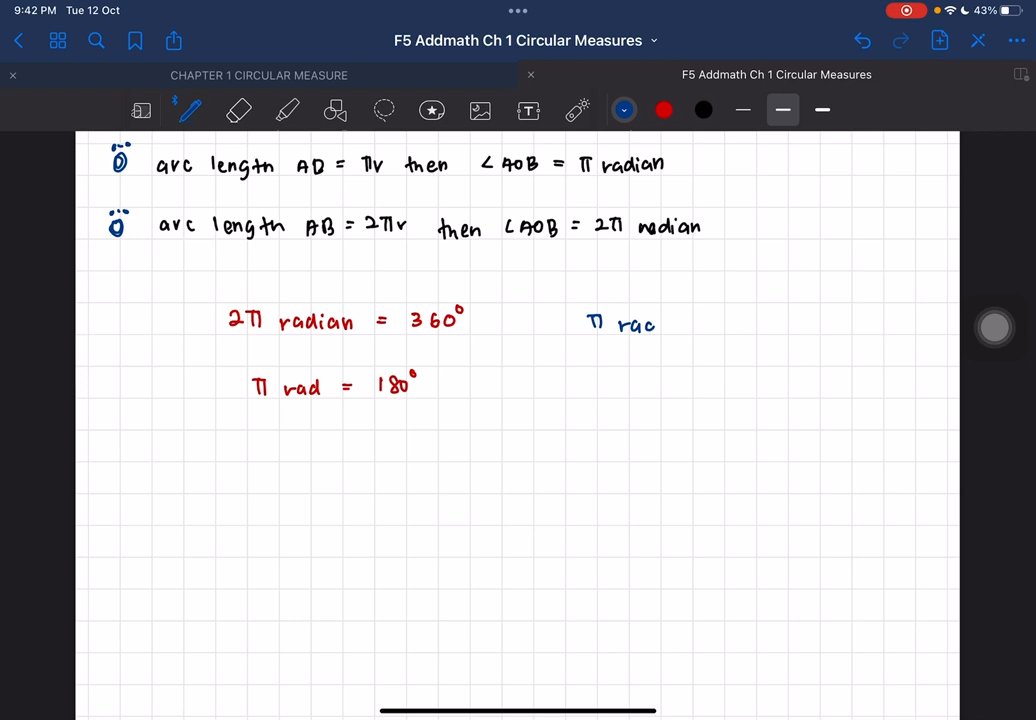 9:42 PM Tue 12 Oct
43%
F5 Addmath Ch 1 Circular Measures
CHAPTER 1 CIRCULAR MEASURE
F5 Addmath Ch 1 Circular Measures
arc length AB = πr then ∠AOB = π radian
arc length AB = 2πr then ∠AOB = 2π radian
2π radian = 360°
π rac
π rad = 180°